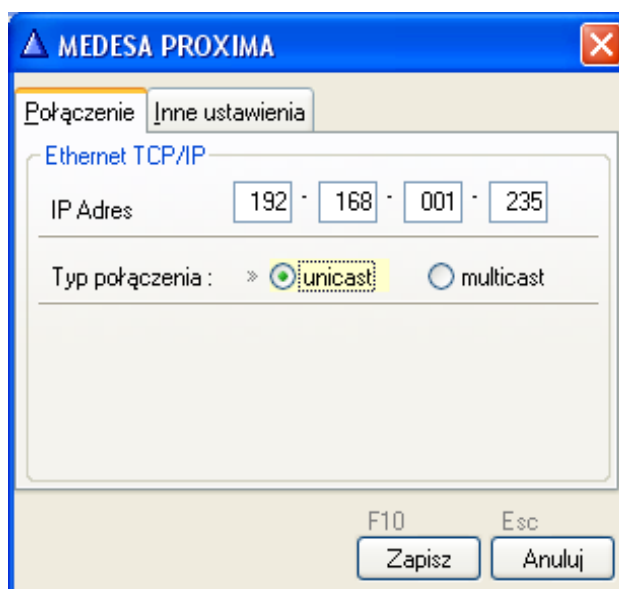 MEDESA PROXIMA
Połączenie Inne ustawienia
Ethernet TCP/IP
IP Adres 192 . 168 . 001 . 235
Typ połączenia : » unicast multicast
F10 Esc
Zapisz Anuluj